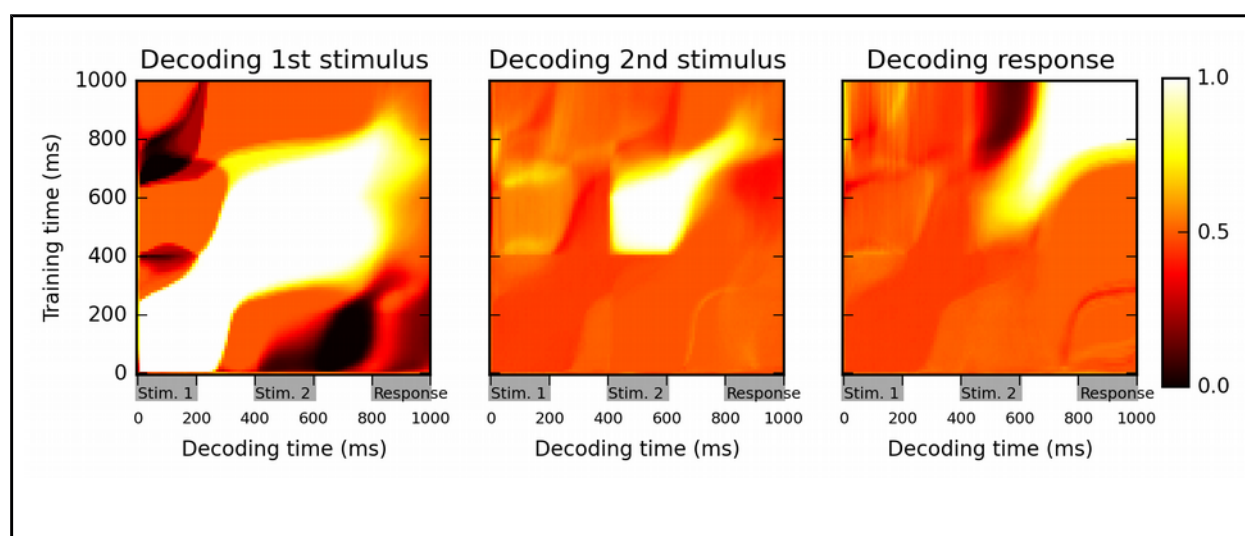 Decoding 1st stimulus Decoding 2nd stimulus Decoding response
1000 1.0
800
600
0.5
400
200
0 0.0
Training time (ms)
Stim. 1 Stim. 2 Response Stim. 1 Stim. 2 Response Stim. 1 Stim. 2 Response
0 200 400 600 800 1000 0 200 400 600 800 1000 0 200 400 600 800 1000
Decoding time (ms) Decoding time (ms) Decoding time (ms)